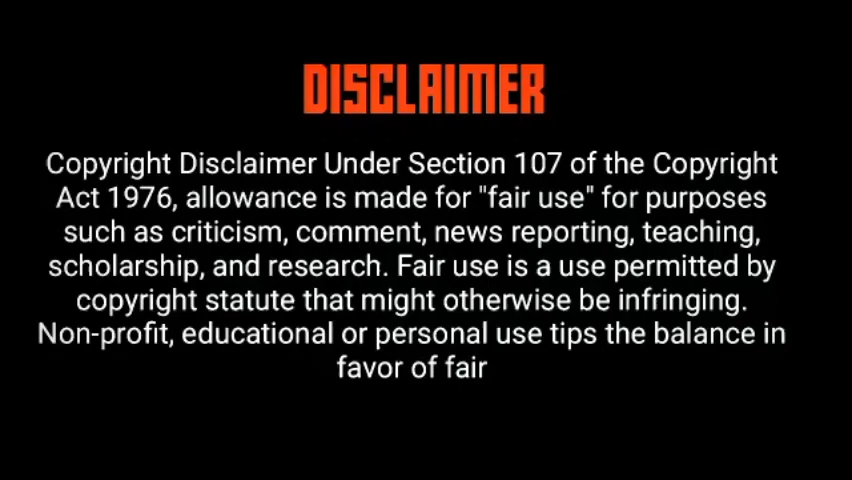 DISCLAIMER
Copyright Disclaimer Under Section 107 of the Copyright
Act 1976, allowance is made for "fair use" for purposes
such as criticism, comment, news reporting, teaching,
scholarship, and research. Fair use is a use permitted by
copyright statute that might otherwise be infringing.
Non-profit, educational or personal use tips the balance in
favor of fair